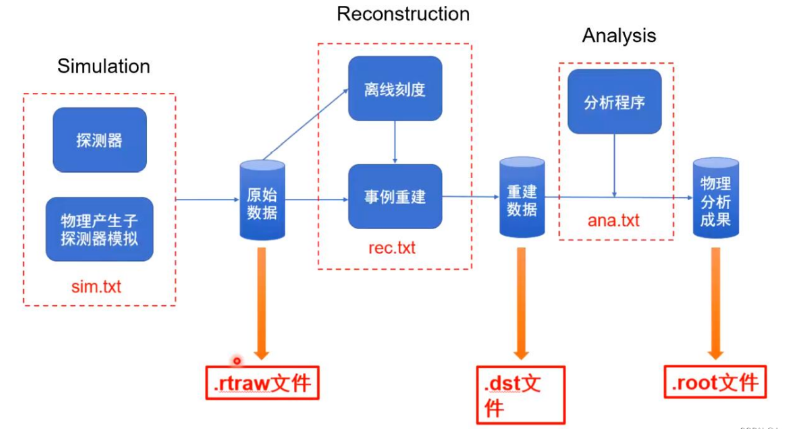 Simulation
Reconstruction
Analysis
探测器
物理产生子
探测器模拟
sim.txt
原始
数据
离线刻度
事例重建
rec.txt
重建
数据
分析程序
ana.txt
物理
分析
成果
.rtraw文件
.dst文
件
.root文件